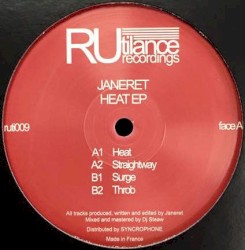 RUtilance
recordings
JANERET
HEAT EP
ruti009
face A
A1 Heat
A2 Straightway
B1 Surge
B2 Throb
All tracks produced, written and edited by Janeret
Mixed and mastered by Dj Steaw
Distributed by SYNCROPHONE
Made in France